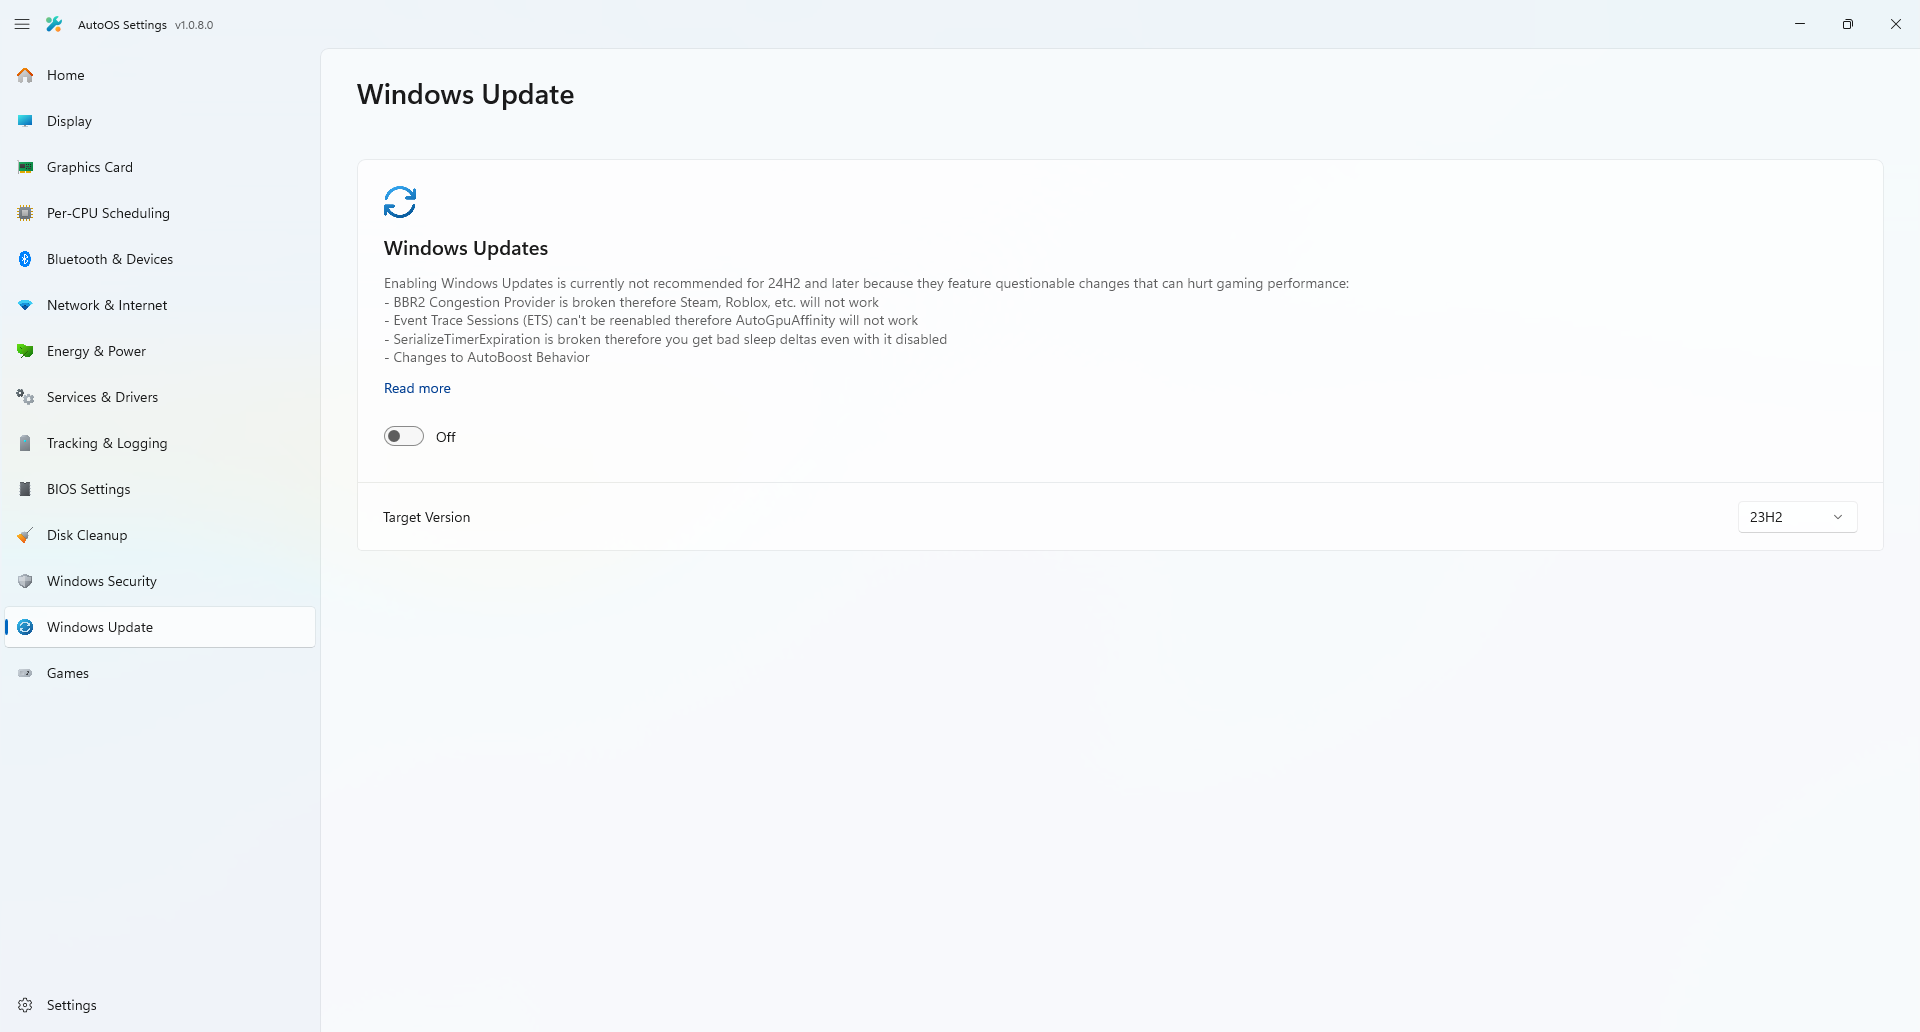 AutoOS Settings v1.0.8.0
Home
Display
Graphics Card
Per-CPU Scheduling
Bluetooth & Devices
Network & Internet
Energy & Power
Services & Drivers
Tracking & Logging
BIOS Settings
Disk Cleanup
Windows Security
Windows Update
Games
Settings
Windows Update
Windows Updates
Enabling Windows Updates is currently not recommended for 24H2 and later because they feature questionable changes that can hurt gaming performance:
- BBR2 Congestion Provider is broken therefore Steam, Roblox, etc. will not work
- Event Trace Sessions (ETS) can't be reenabled therefore AutoGpuAffinity will not work
- SerializeTimerExpiration is broken therefore you get bad sleep deltas even with it disabled
- Changes to AutoBoost Behavior
Read more
Off
Target Version
23H2